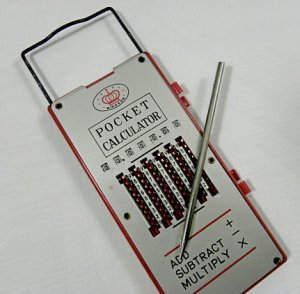 POCKET
CALCULATOR
ADD +
SUBTRACT −
MULTIPLY X